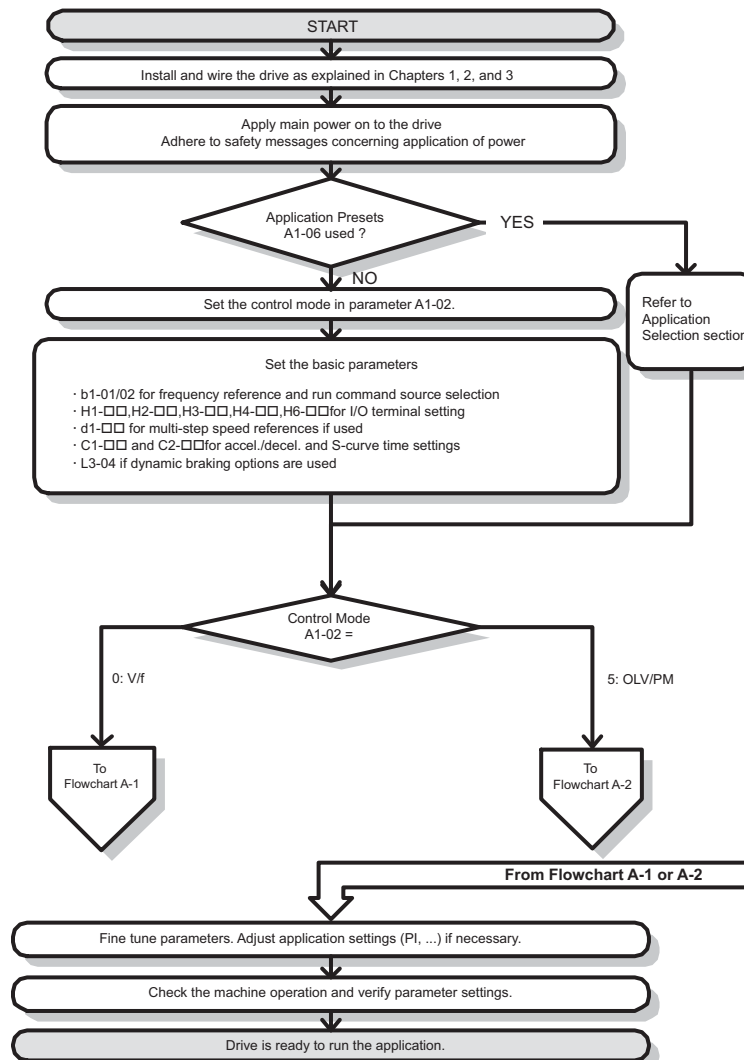 START
Install and wire the drive as explained in Chapters 1, 2, and 3
Apply main power on to the drive
Adhere to safety messages concerning application of power
Application Presets
A1-06 used ?
YES
NO
Set the control mode in parameter A1-02.
Refer to
Application
Selection section
Set the basic parameters
· b1-01/02 for frequency reference and run command source selection
· H1-□□,H2-□□,H3-□□,H4-□□,H6-□□for I/O terminal setting
· d1-□□ for multi-step speed references if used
· C1-□□ and C2-□□for accel./decel. and S-curve time settings
· L3-04 if dynamic braking options are used
Control Mode
A1-02 =
0: V/f
5: OLV/PM
To
Flowchart A-1
To
Flowchart A-2
From Flowchart A-1 or A-2
Fine tune parameters. Adjust application settings (PI, ...) if necessary.
Check the machine operation and verify parameter settings.
Drive is ready to run the application.